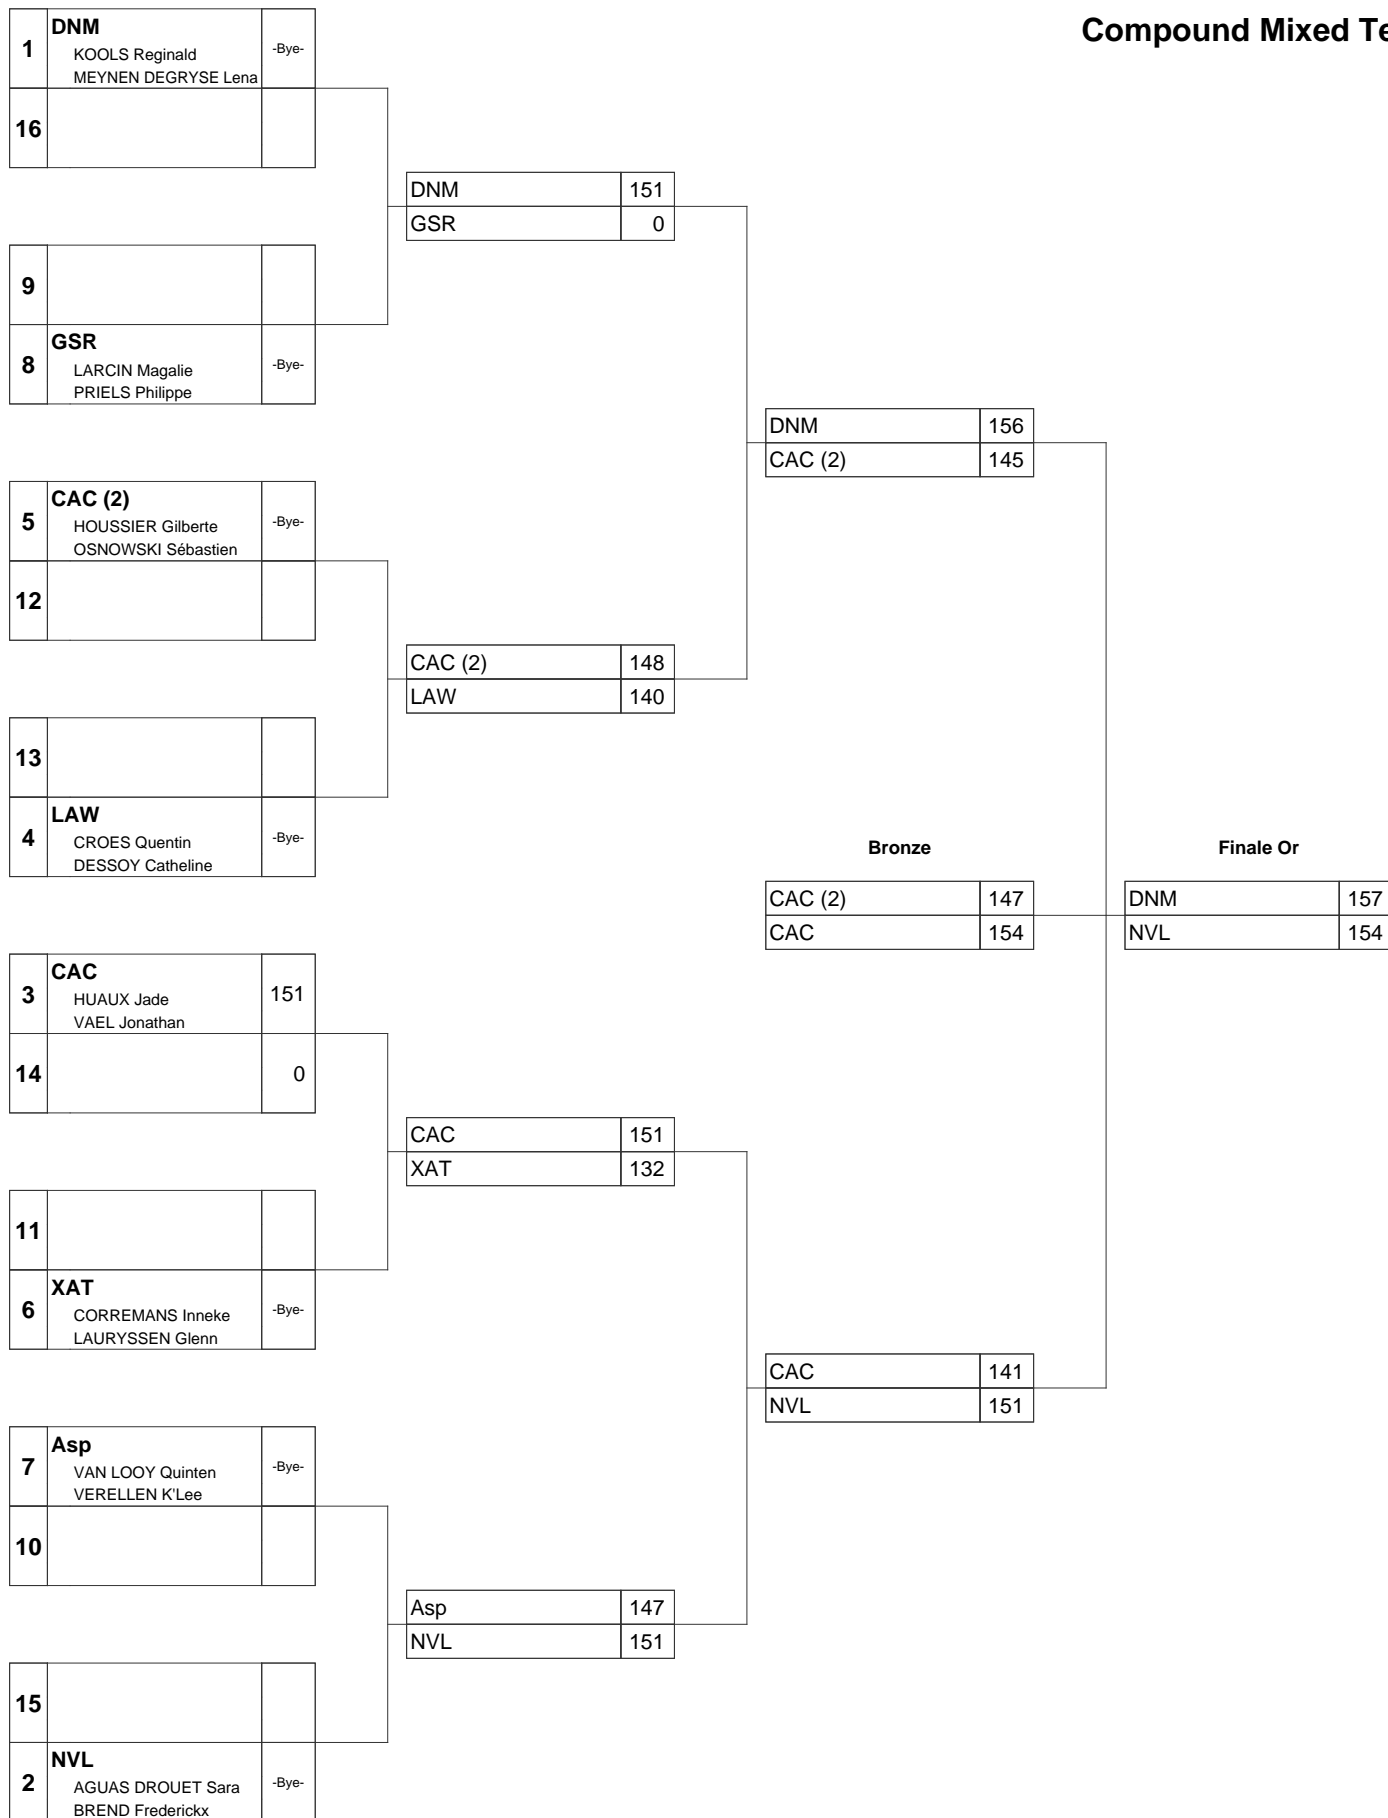 Compound Mixed Te
1
DNM
KOOLS Reginald
MEYNEN DEGRYSE Lena
-Bye-
16
DNM 151
GSR 0
9
8
GSR
LARCIN Magalie
PRIELS Philippe
-Bye-
DNM 156
CAC (2) 145
5
CAC (2)
HOUSSIER Gilberte
OSNOWSKI Sébastien
-Bye-
12
CAC (2) 148
LAW 140
13
4
LAW
CROES Quentin
DESSOY Catheline
-Bye-
Bronze
CAC (2) 147
CAC 154
Finale Or
DNM 157
NVL 154
3
CAC
HUAUX Jade
VAEL Jonathan
151
14 0
CAC 151
XAT 132
11
6
XAT
CORREMANS Inneke
LAURYSSEN Glenn
-Bye-
CAC 141
NVL 151
7
Asp
VAN LOOY Quinten
VERELLEN K'Lee
-Bye-
10
Asp 147
NVL 151
15
2
NVL
AGUAS DROUET Sara
BREND Frederickx
-Bye-